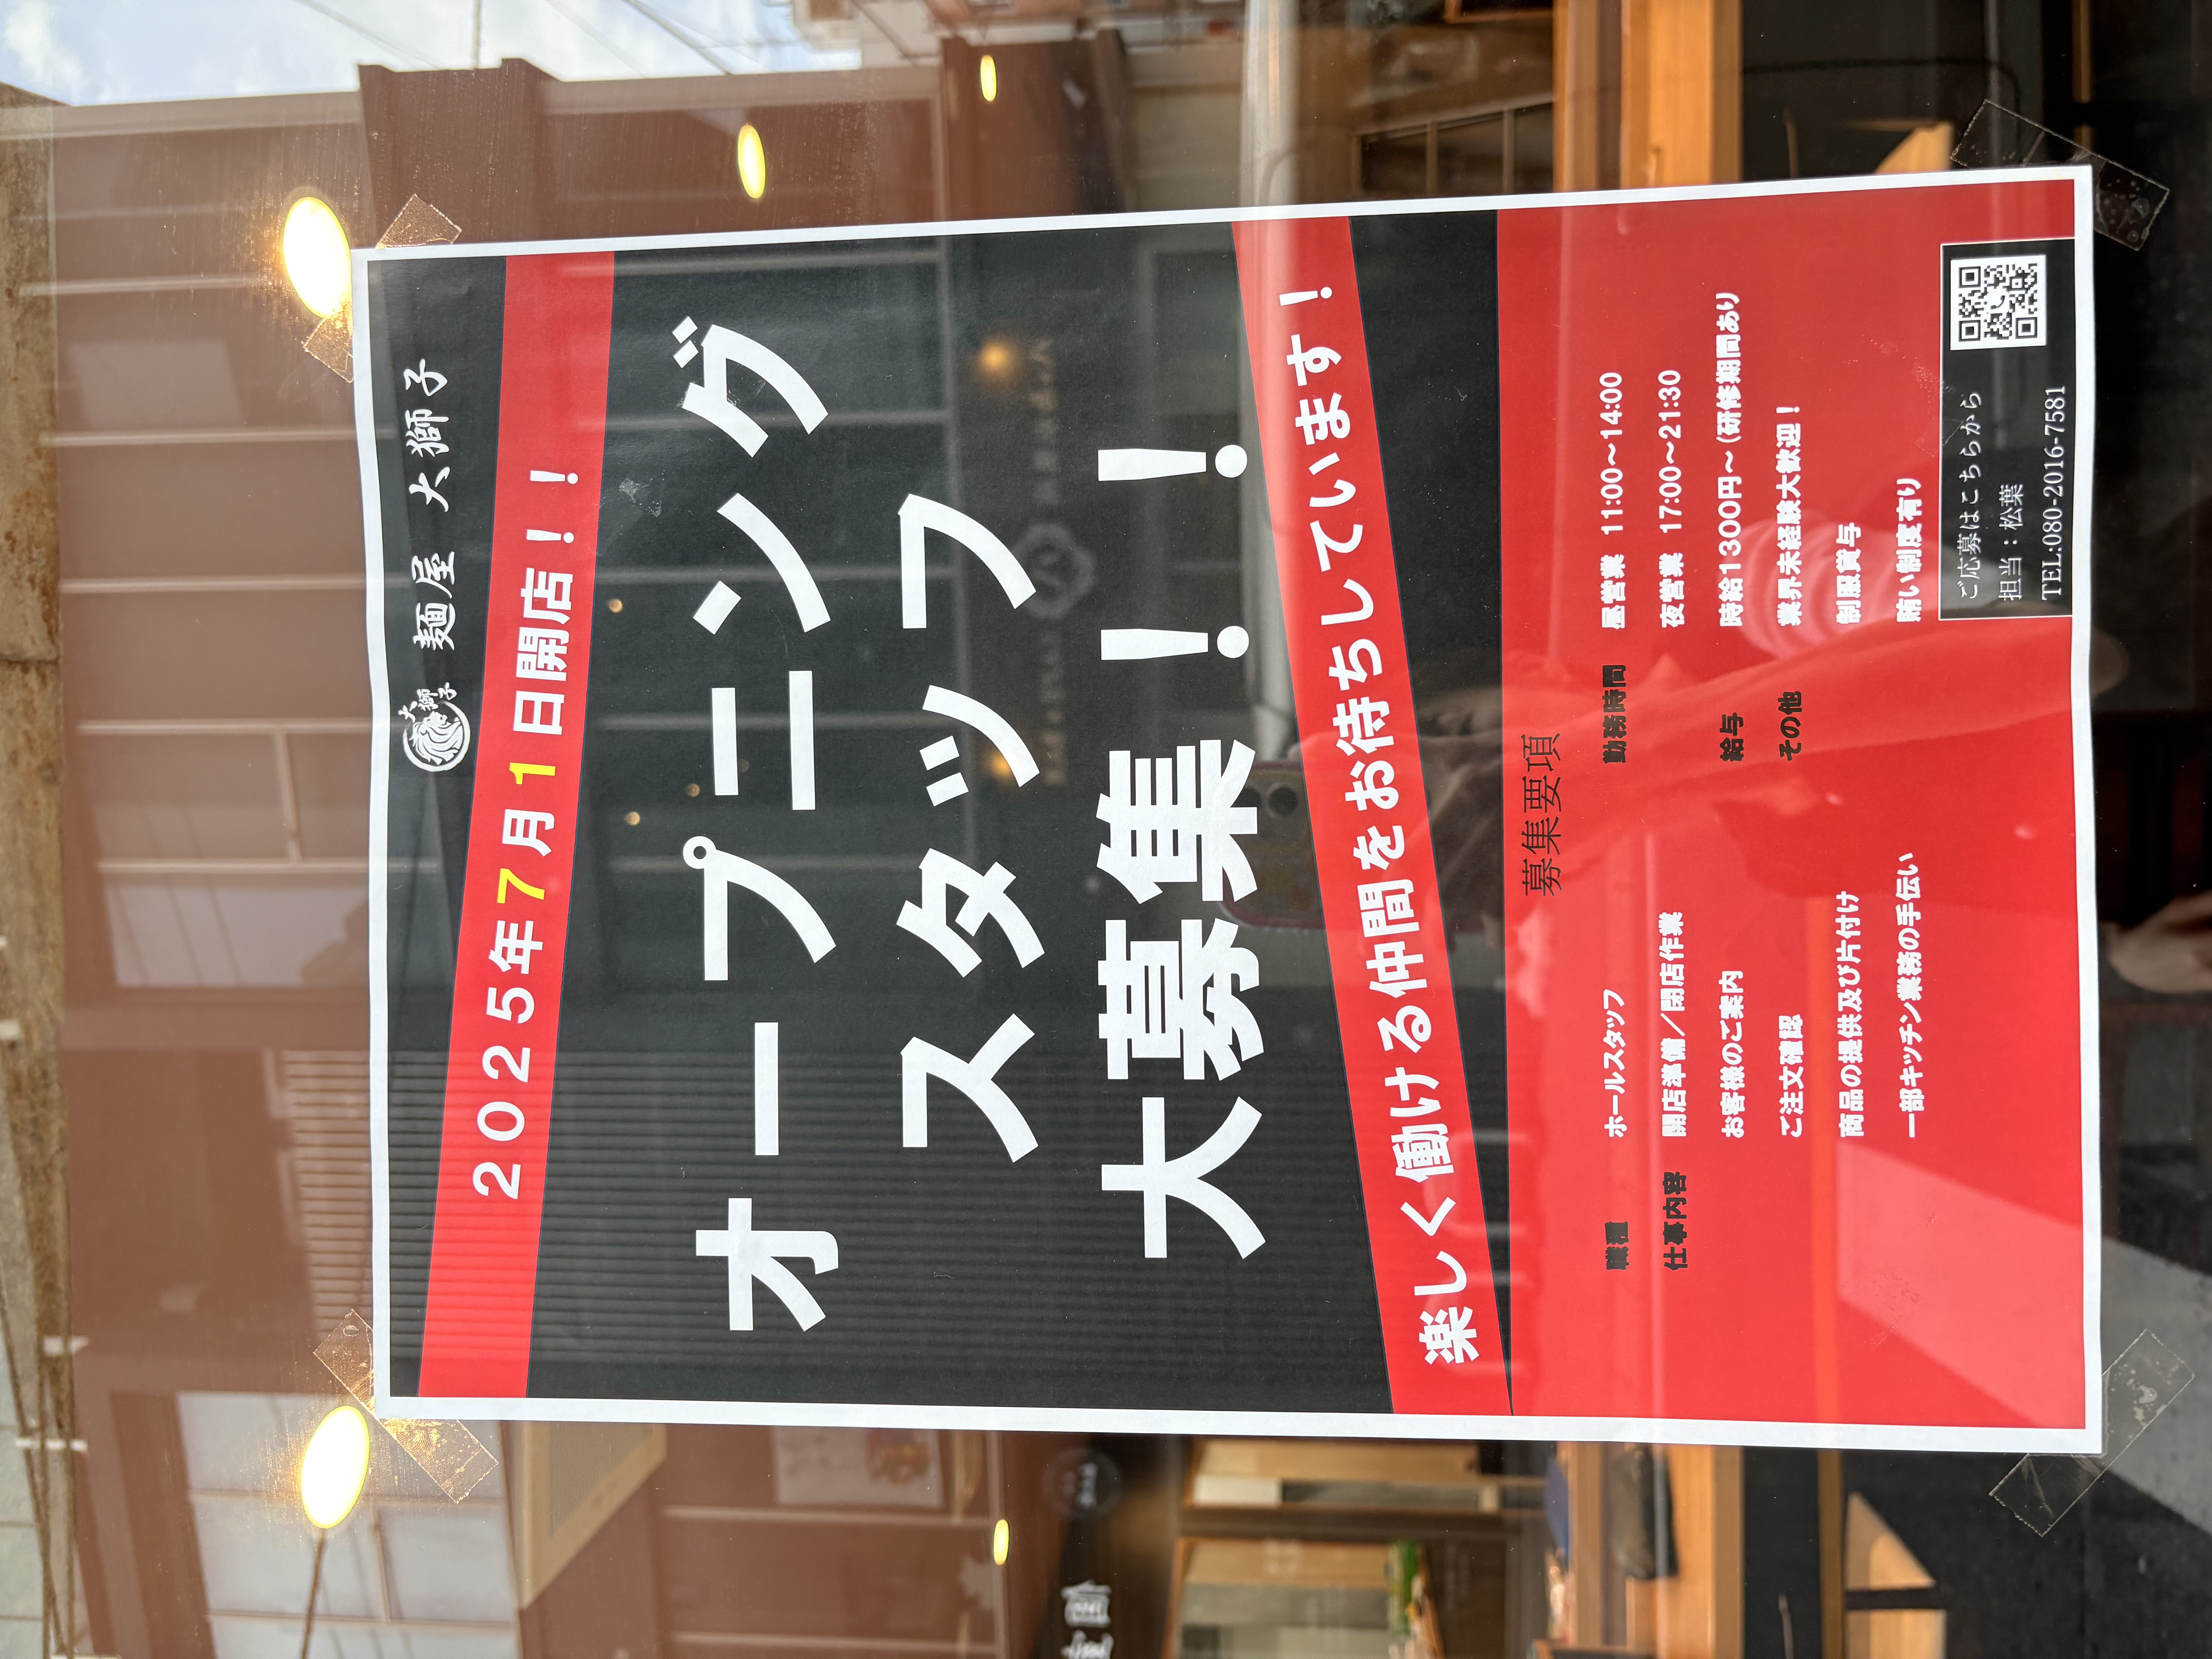 大獅子
麺屋 大獅子
2025年7月1日開店！！
オープニング
スタッフ
大募集！！
楽しく働ける仲間をお待ちしています！
募集要項
職種 ホールスタッフ
仕事内容 開店準備／閉店作業
お客様のご案内
ご注文確認
商品の提供及び片付け
一部キッチン業務の手伝い
勤務時間 昼営業 11:00～14:00
夜営業 17:00～21:30
給与 時給1300円～（研修期間あり）
その他 業界未経験大歓迎！
制服貸与
賄い制度有り
ご応募はこちらから
担当：松葉
TEL:080-2016-7581